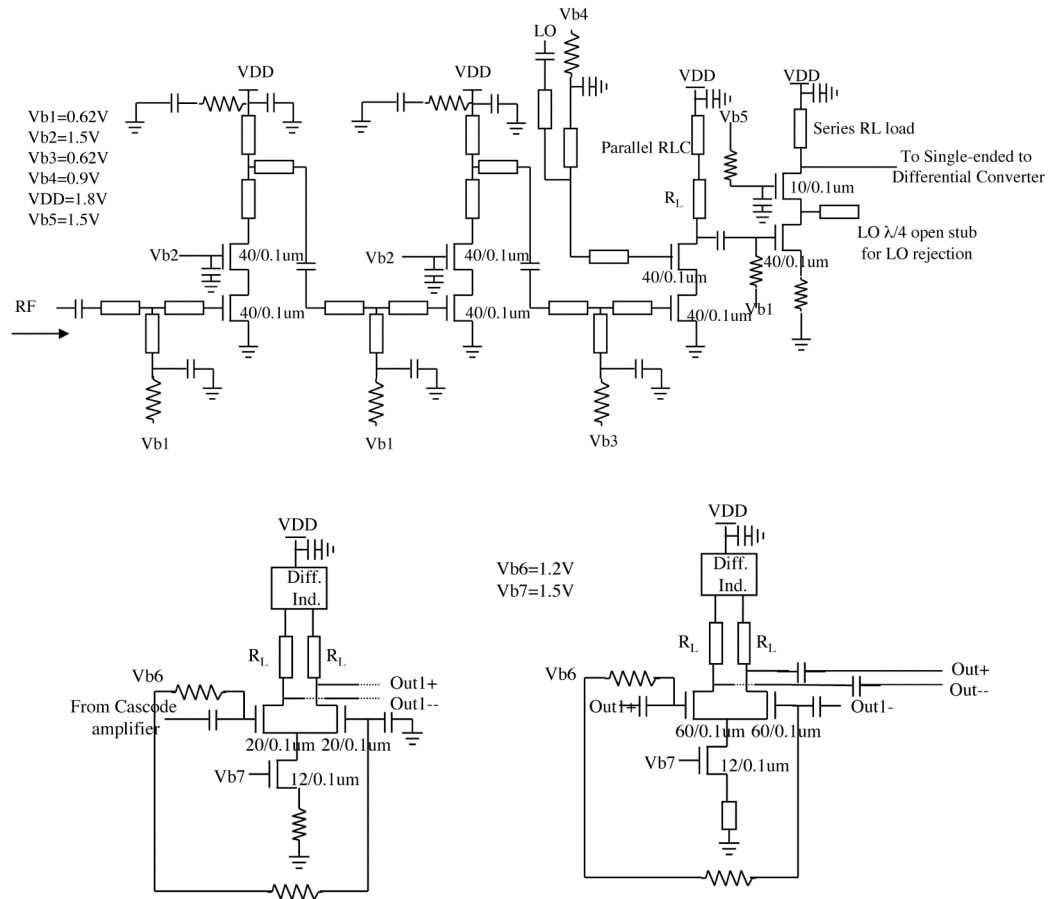 LO
Vb4
VDD
VDD
VDD
VDD
Vb1=0.62V
Vb2=1.5V
Vb3=0.62V
Vb4=0.9V
VDD=1.8V
Vb5=1.5V
Vb5
Series RL load
Parallel RLC
To Single-ended to
Differential Converter
RL
10/0.1um
LO λ/4 open stub
for LO rejection
Vb2
40/0.1um
Vb2
40/0.1um
40/0.1um
40/0.1um
RF
40/0.1um
40/0.1um
40/0.1um
Vb1
Vb1
Vb1
Vb3
VDD
VDD
Diff.
Ind.
Vb6=1.2V
Vb7=1.5V
Diff.
Ind.
RL
RL
RL
RL
Vb6
Out1+
Out1--
From Cascode
amplifier
20/0.1um
20/0.1um
Vb7
12/0.1um
Vb6
Out+
Out--
Out1+
Out1-
60/0.1um
60/0.1um
Vb7
12/0.1um